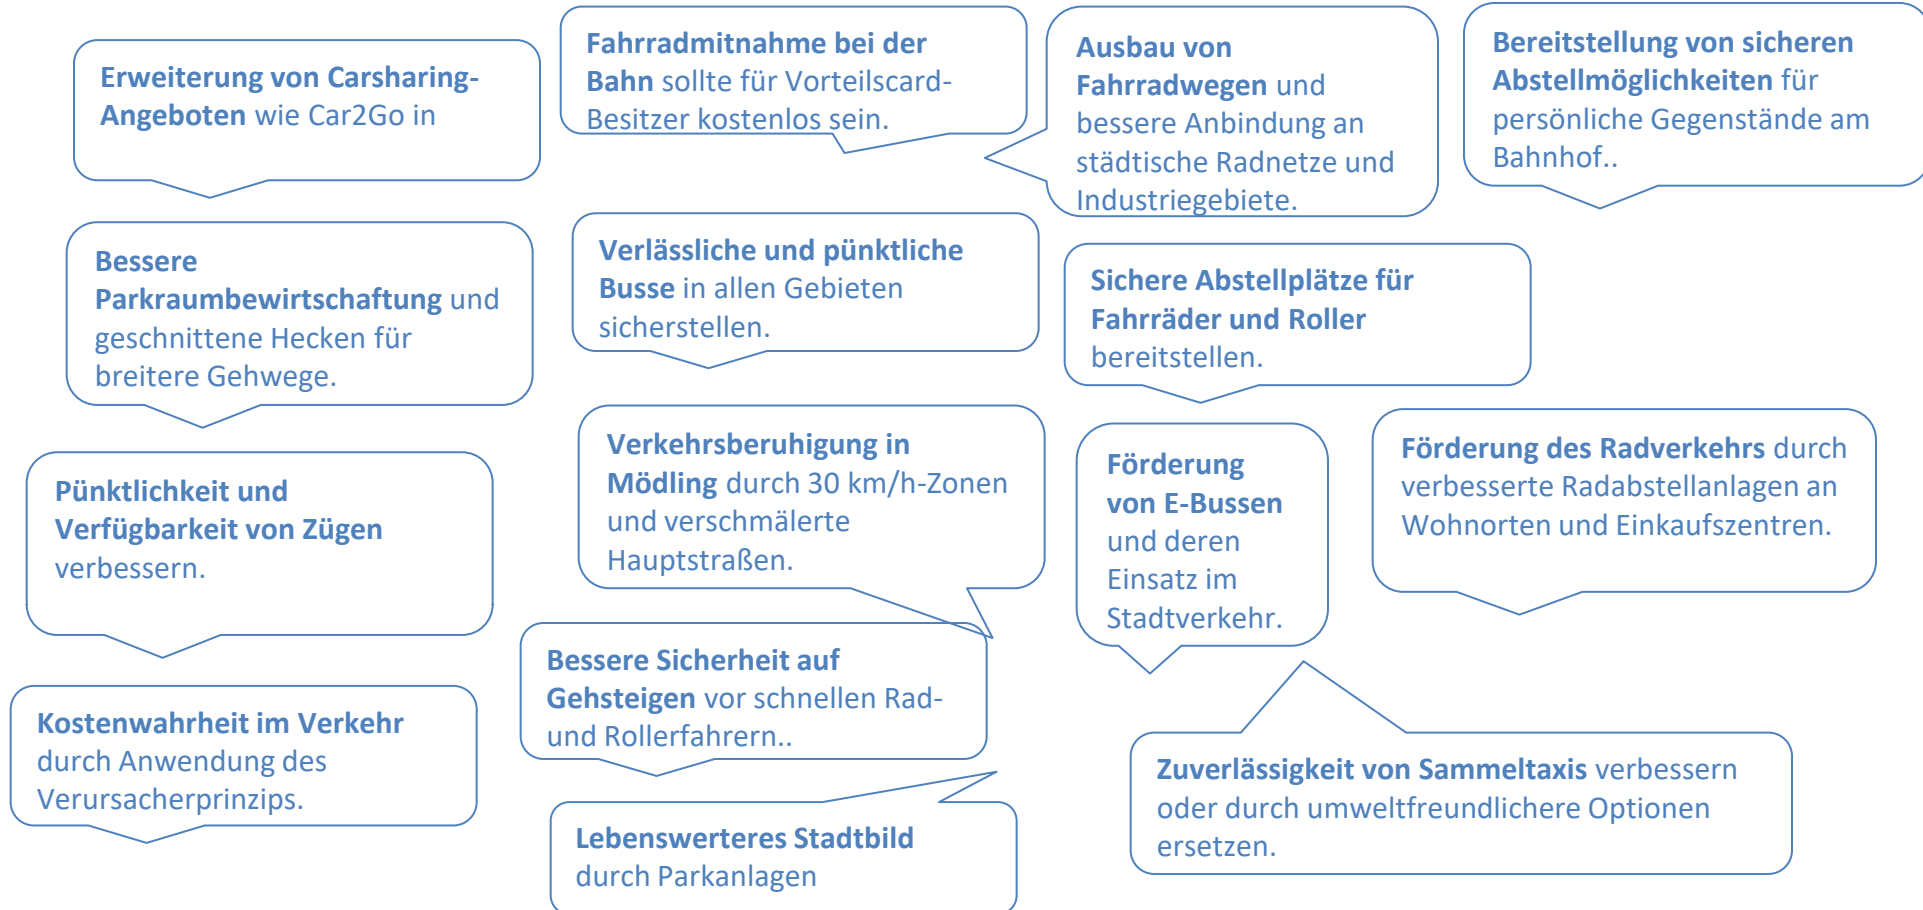 Erweiterung von Carsharing-
Angeboten wie Car2Go in
Fahrradmitnahme bei der
Bahn sollte für Vorteilscard-
Besitzer kostenlos sein.
Ausbau von
Fahrradwegen und
bessere Anbindung an
städtische Radnetze und
Industriegebiete.
Bereitstellung von sicheren
Abstellmöglichkeiten für
persönliche Gegenstände am
Bahnhof..
Bessere
Parkraumbewirtschaftung und
geschnittene Hecken für
breitere Gehwege.
Verlässliche und pünktliche
Busse in allen Gebieten
sicherstellen.
Sichere Abstellplätze für
Fahrräder und Roller
bereitstellen.
Pünktlichkeit und
Verfügbarkeit von Zügen
verbessern.
Verkehrsberuhigung in
Mödling durch 30 km/h-Zonen
und verschmälerte
Hauptstraßen.
Förderung
von E-Bussen
und deren
Einsatz im
Stadtverkehr.
Förderung des Radverkehrs durch
verbesserte Radabstellanlagen an
Wohnorten und Einkaufszentren.
Kostenwahrheit im Verkehr
durch Anwendung des
Verursacherprinzips.
Bessere Sicherheit auf
Gehsteigen vor schnellen Rad-
und Rollerfahrern..
Zuverlässigkeit von Sammeltaxis verbessern
oder durch umweltfreundlichere Optionen
ersetzen.
Lebenswerteres Stadtbild
durch Parkanlagen